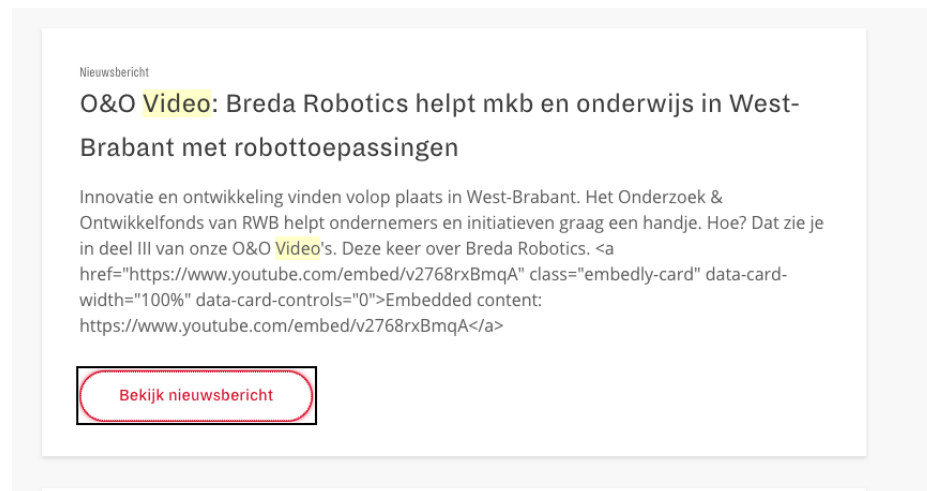 Nieuwsbericht
O&O Video: Breda Robotics helpt mkb en onderwijs in West-
Brabant met robottoepassingen
Innovatie en ontwikkeling vinden volop plaats in West-Brabant. Het Onderzoek &
Ontwikkelfonds van RWB helpt ondernemers en initiatieven graag een handje. Hoe? Dat zie je
in deel III van onze O&O Video's. Deze keer over Breda Robotics. <a
href="https://www.youtube.com/embed/v2768rxBmqA" class="embedly-card" data-card-
width="100%" data-card-controls="0">Embedded content:
https://www.youtube.com/embed/v2768rxBmqA</a>
Bekijk nieuwsbericht